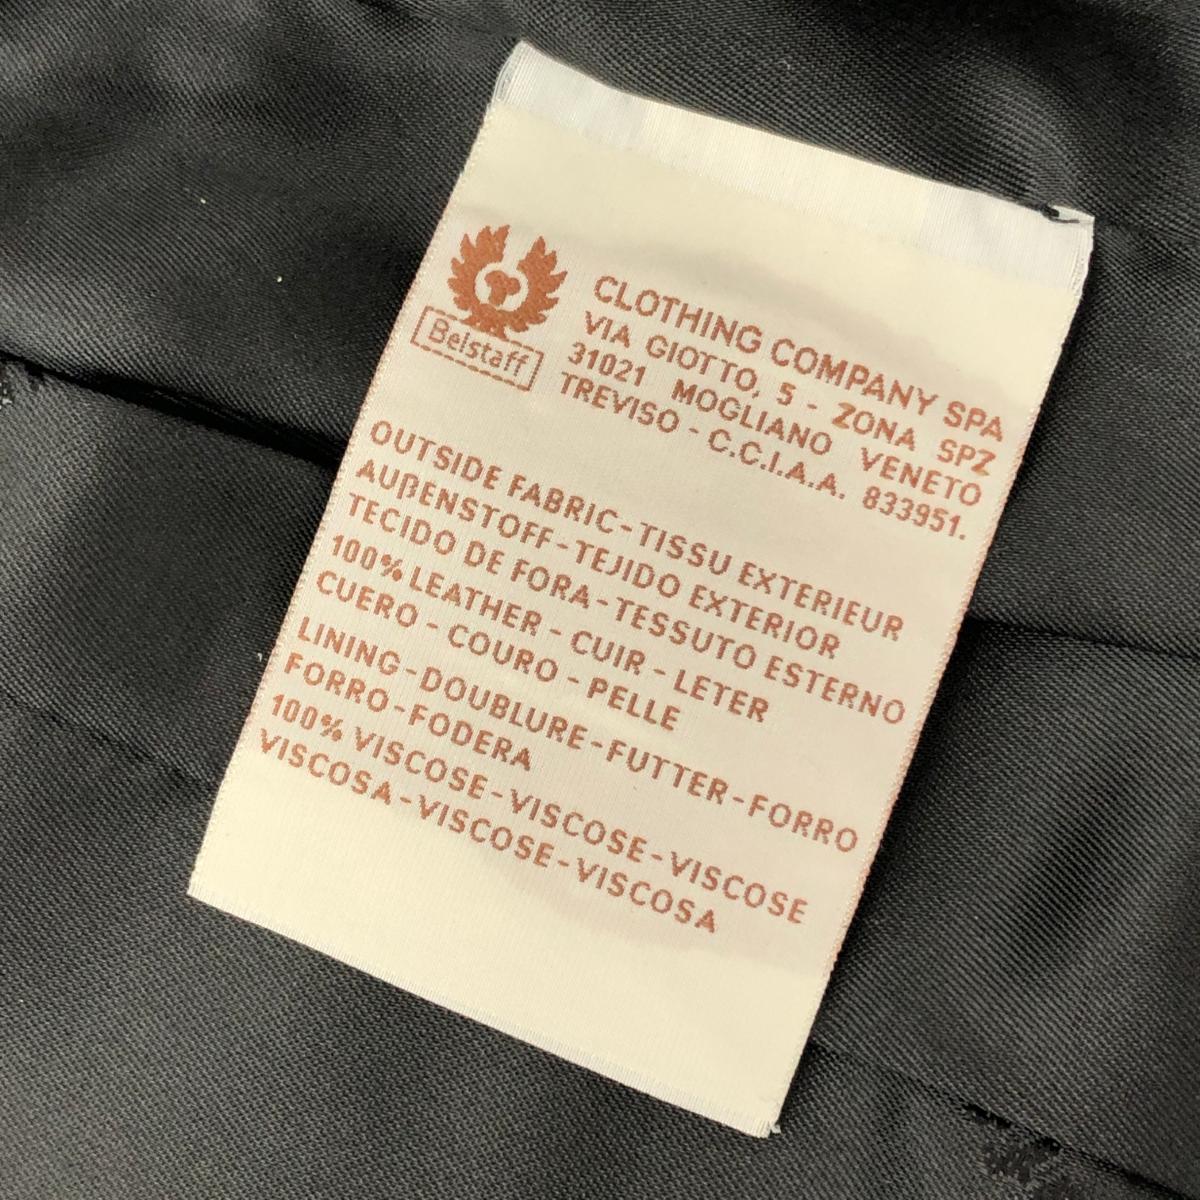 Belstaff
CLOTHING COMPANY SPA
VIA GIOTTO, 5 - ZONA SPZ
31021 MOGLIANO VENETO
TREVISO - C.C.I.A.A. 833951.
OUTSIDE FABRIC-TISSU EXTERIEUR
AUßENSTOFF-TEJIDO EXTERIOR
TECIDO DE FORA-TESSUTO ESTERNO
100% LEATHER - CUIR - LETER
CUERO - COURO - PELLE
LINING-DOUBLURE-FUTTER-FORRO
FORRO-FODERA
100% VISCOSE-VISCOSE-VISCOSE
VISCOSA-VISCOSE-VISCOSA